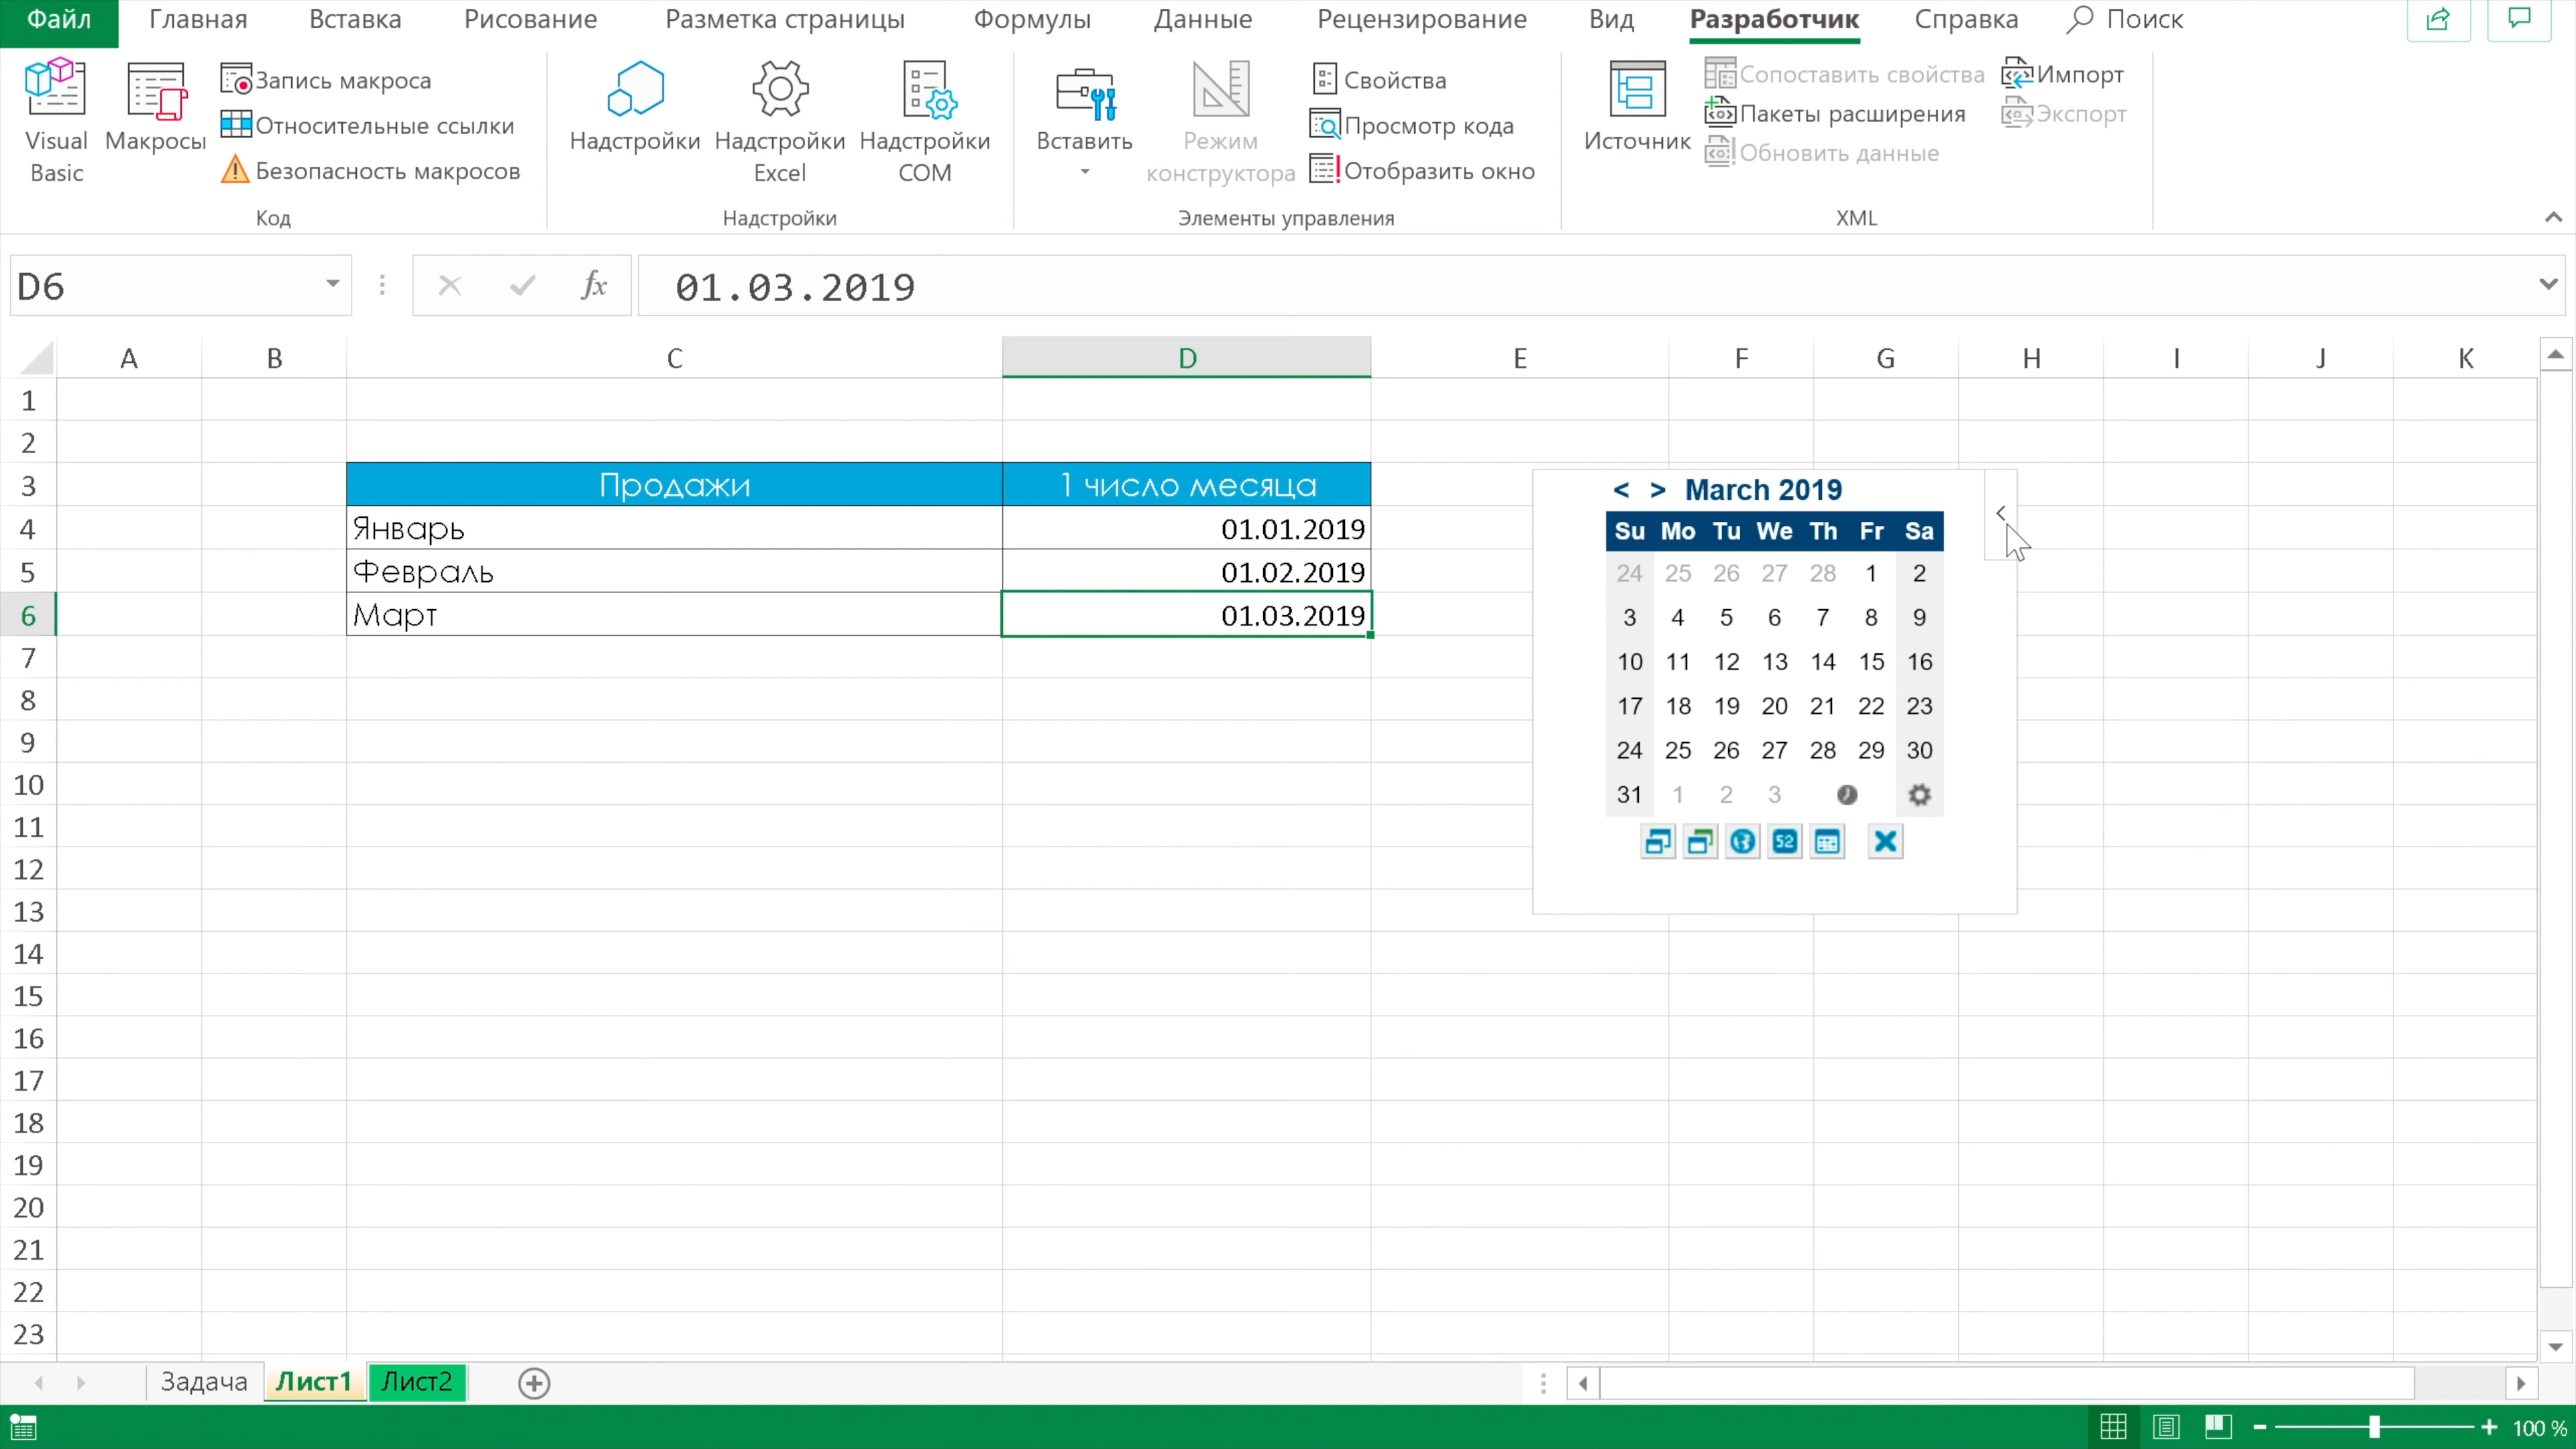 Файл Главная Вставка Рисование Разметка страницы Формулы Данные Рецензирование Вид Разработчик Справка Поиск
Visual Basic
Макросы
Запись макроса
Относительные ссылки
Безопасность макросов
Код
Надстройки
Надстройки Excel
Надстройки COM
Надстройки
Вставить
Режим конструктора
Свойства
Просмотр кода
Отобразить окно
Элементы управления
Источник
Сопоставить свойства
Пакеты расширения
Обновить данные
Импорт
Экспорт
XML
D6 fx 01.03.2019
A B C D E F G H I J K
1
2
3 Продажи 1 число месяца
4 Январь 01.01.2019
5 Февраль 01.02.2019
6 Март 01.03.2019
7
8
9
10
11
12
13
14
15
16
17
18
19
20
21
22
23
< > March 2019
Su Mo Tu We Th Fr Sa
24 25 26 27 28 1 2
3 4 5 6 7 8 9
10 11 12 13 14 15 16
17 18 19 20 21 22 23
24 25 26 27 28 29 30
31 1 2 3
52
Задача Лист1 Лист2
100 %